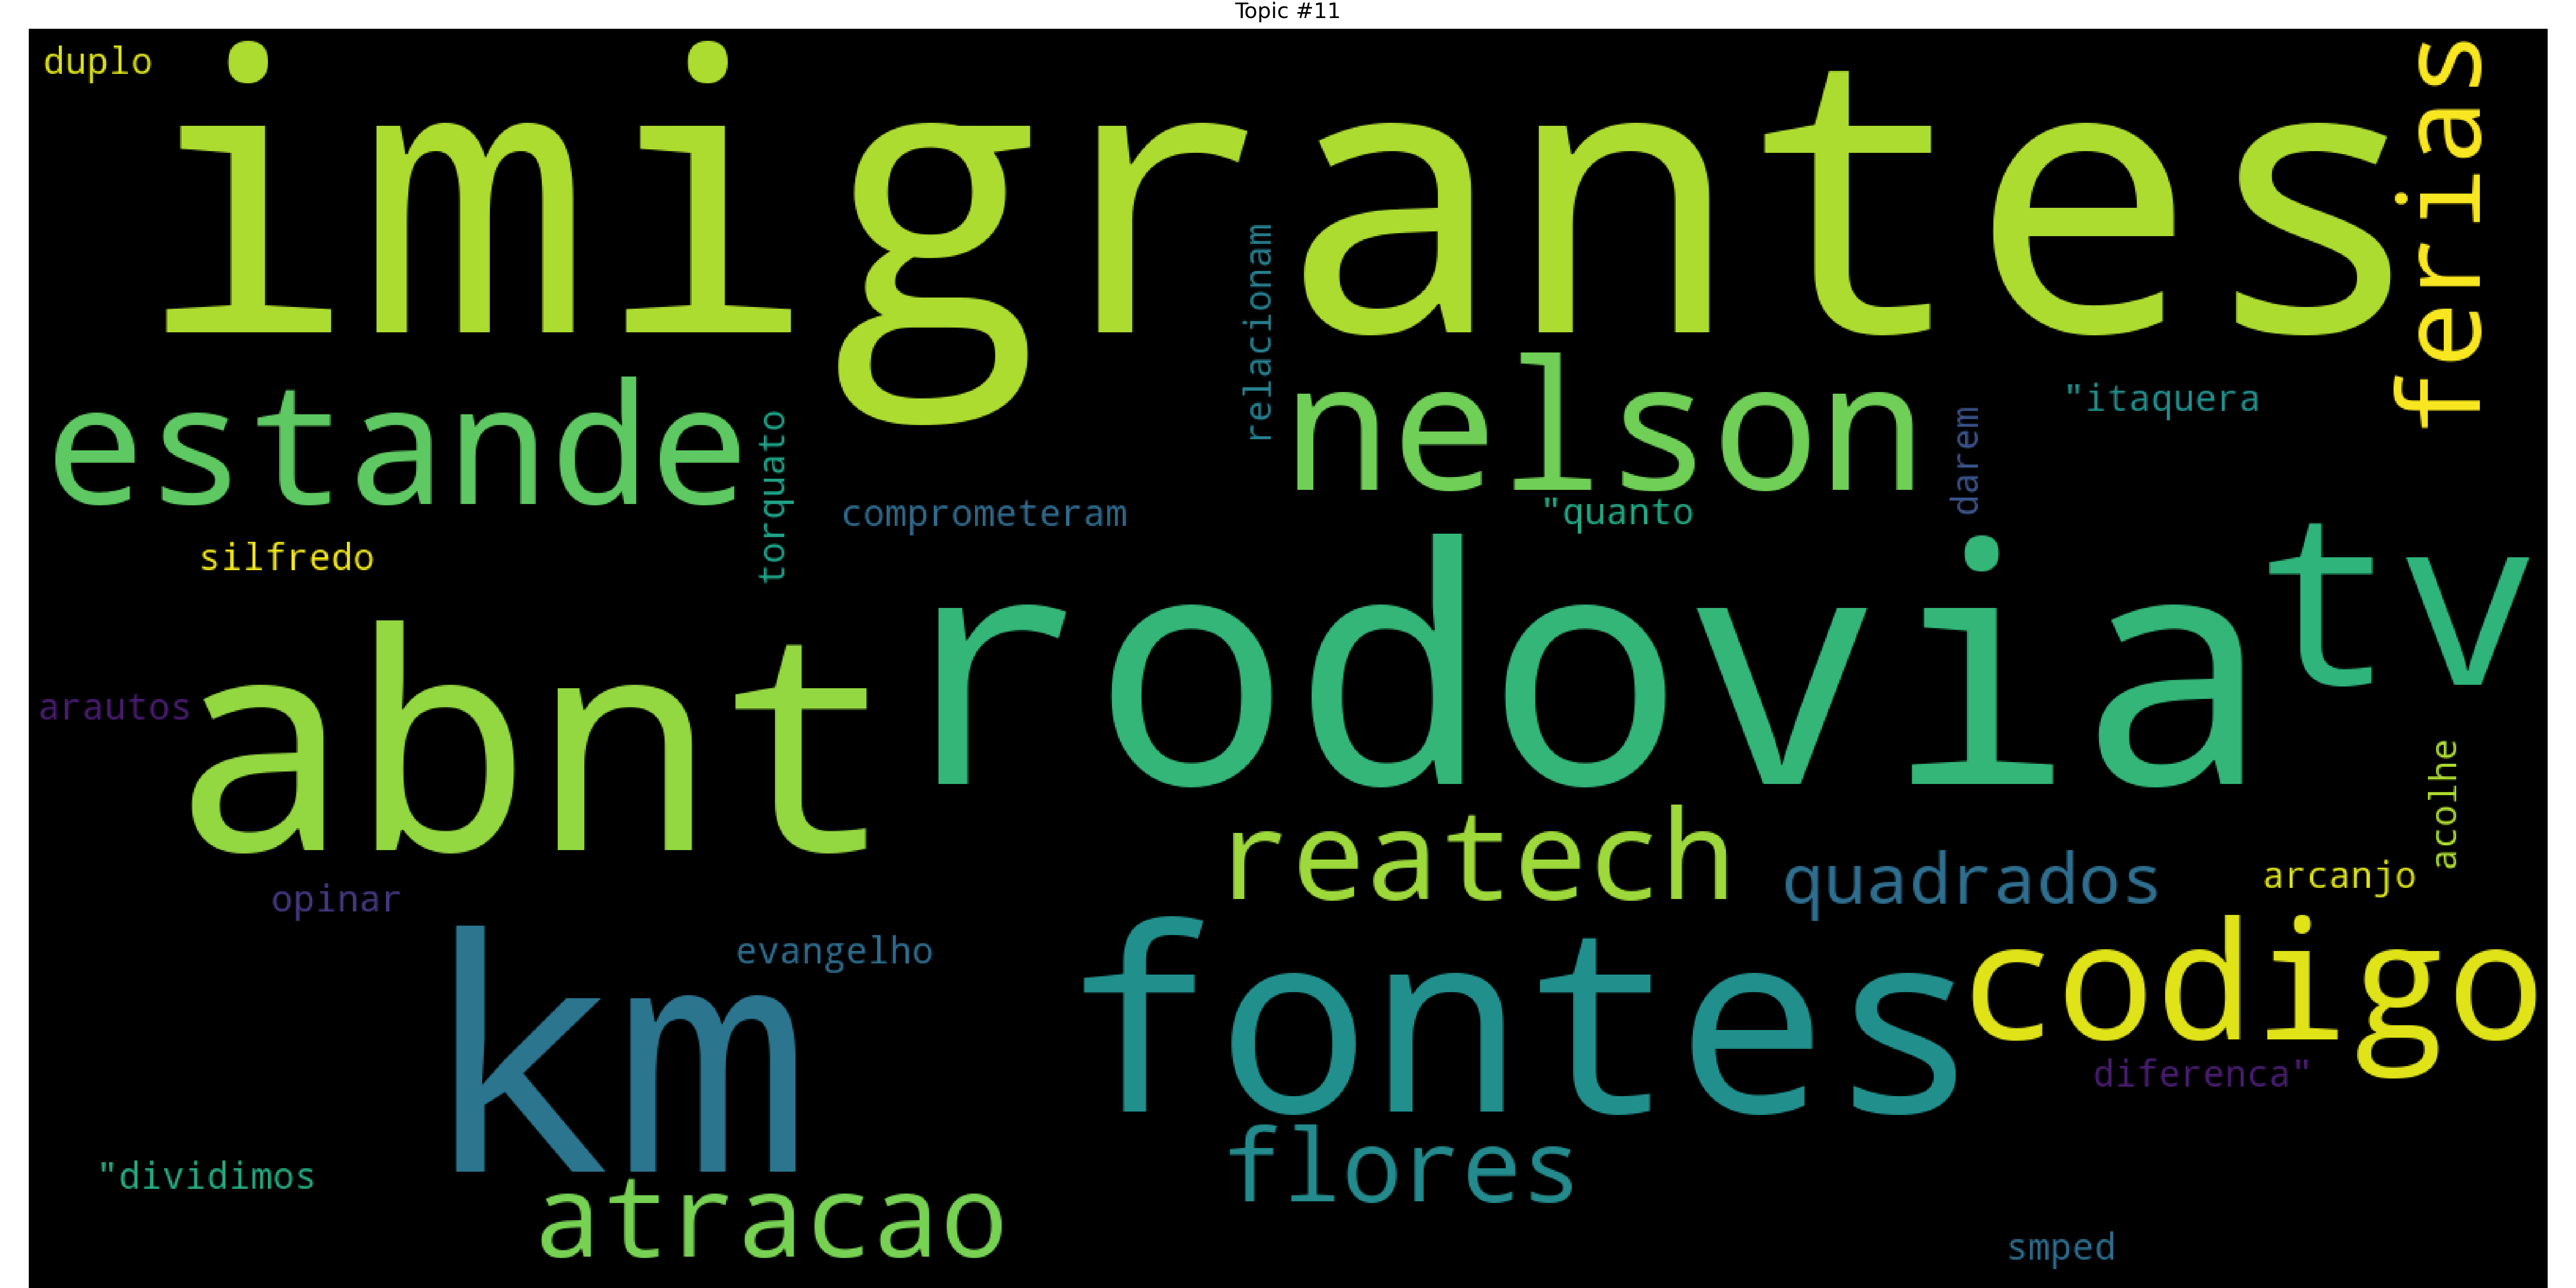 Topic #11
duplo
imigrantes
ferias
relacionam
estande
nelson
"itaquera
torquato
darem
comprometeram
"quanto
silfredo
tv
rodovia
abnt
arautos
acolhe
reatech
quadrados
arcanjo
opinar
evangelho
km
fontes
codigo
diferenca"
"dividimos
flores
atracao
smped